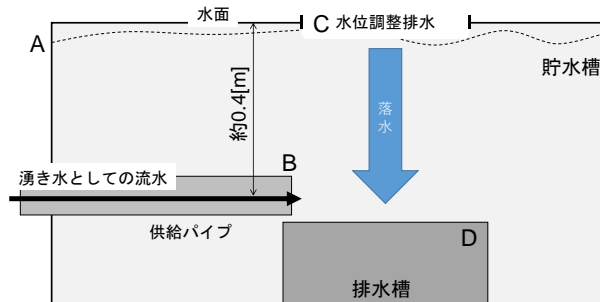 水面
C 水位調整排水
A
貯水槽
約0.4[m]
落水
B
湧き水としての流水
供給パイプ
D
排水槽